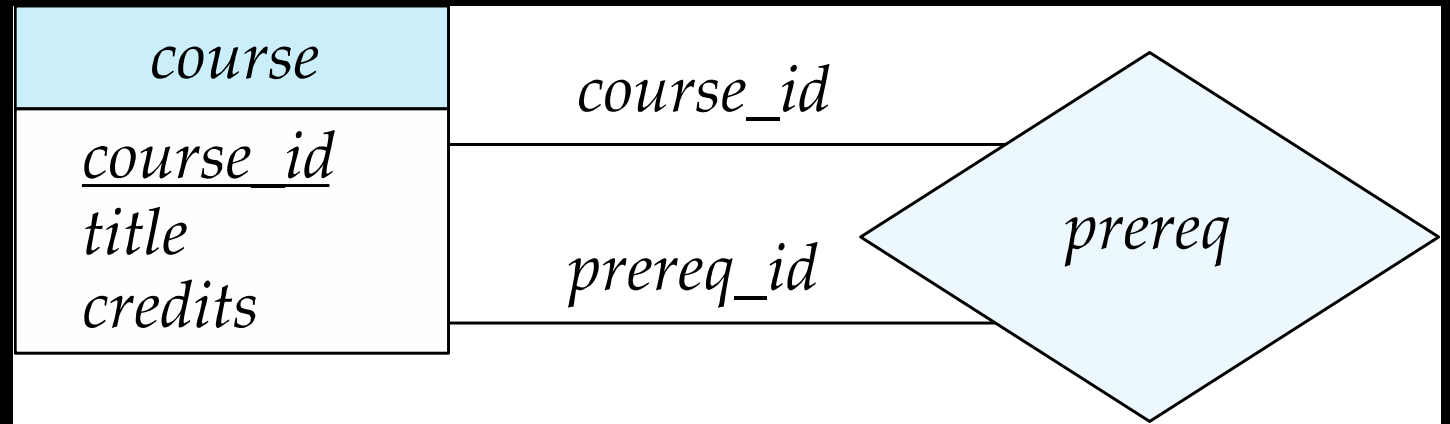 course
course_id
title
credits
course_id
prereq_id
prereq